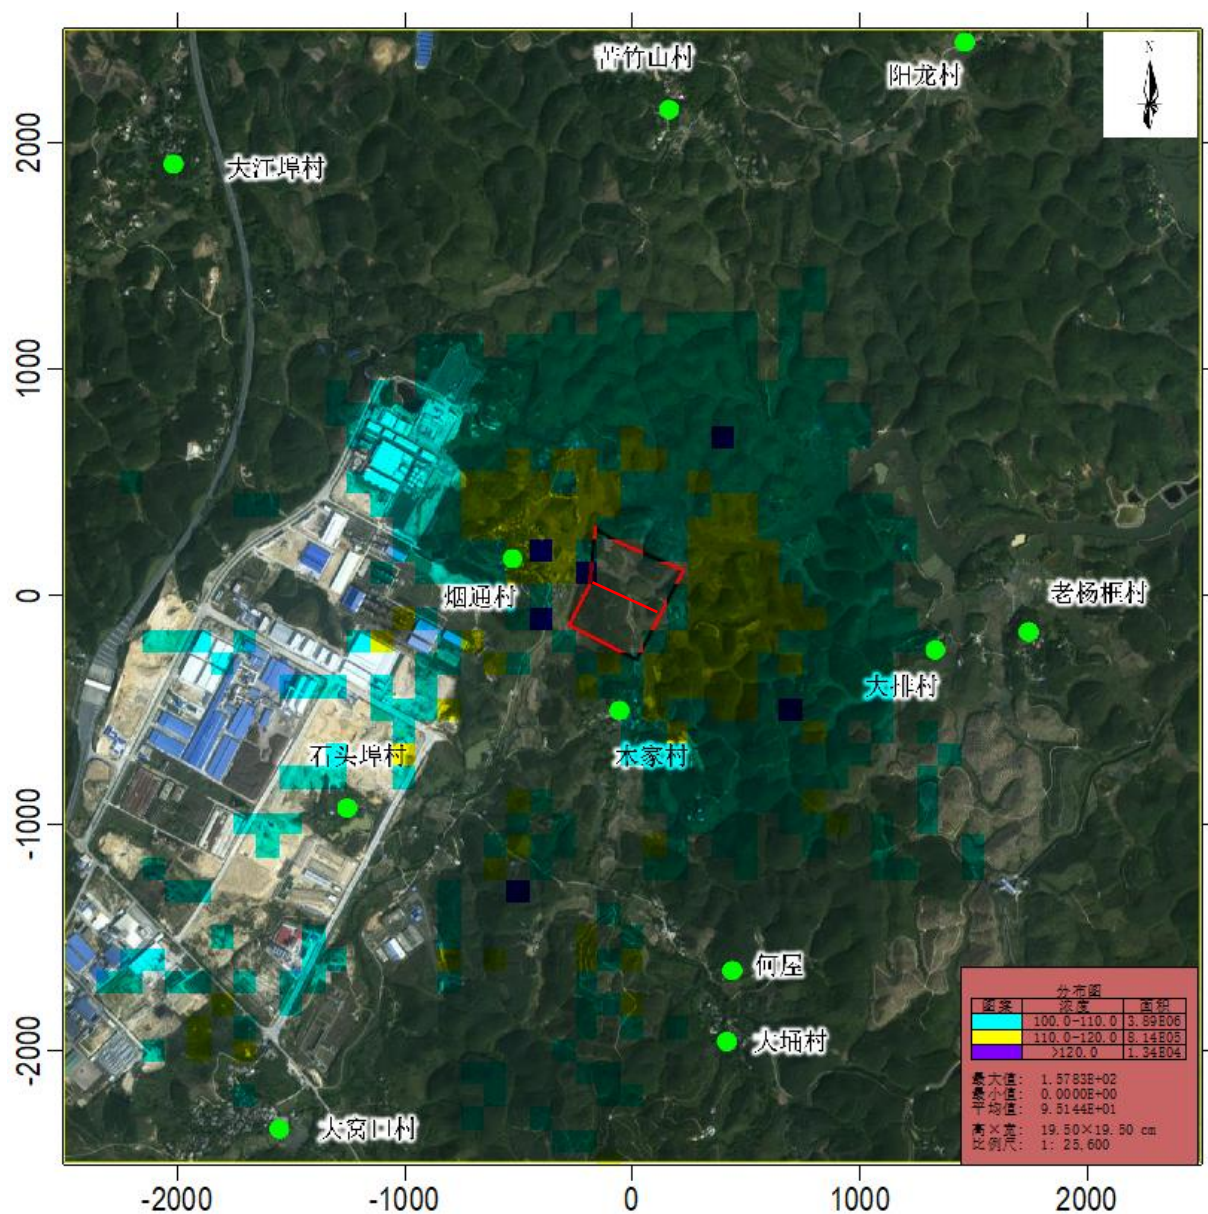 苦竹山村
阳龙村
N
大江埠村
2000
1000
0
-1000
-2000
烟通村
老杨框村
大排村
石头埠村
木家村
何屋
大埇村
大窝口村
分布图
图案 浓度 面积
100.0-110.0 3.89E06
110.0-120.0 8.14E05
>120.0 1.34E04
最大值: 1.5783E+02
最小值: 0.0000E+00
平均值: 9.5144E+01
高×宽: 19.50×19.50 cm
比例尺: 1: 25,600
-2000 -1000 0 1000 2000